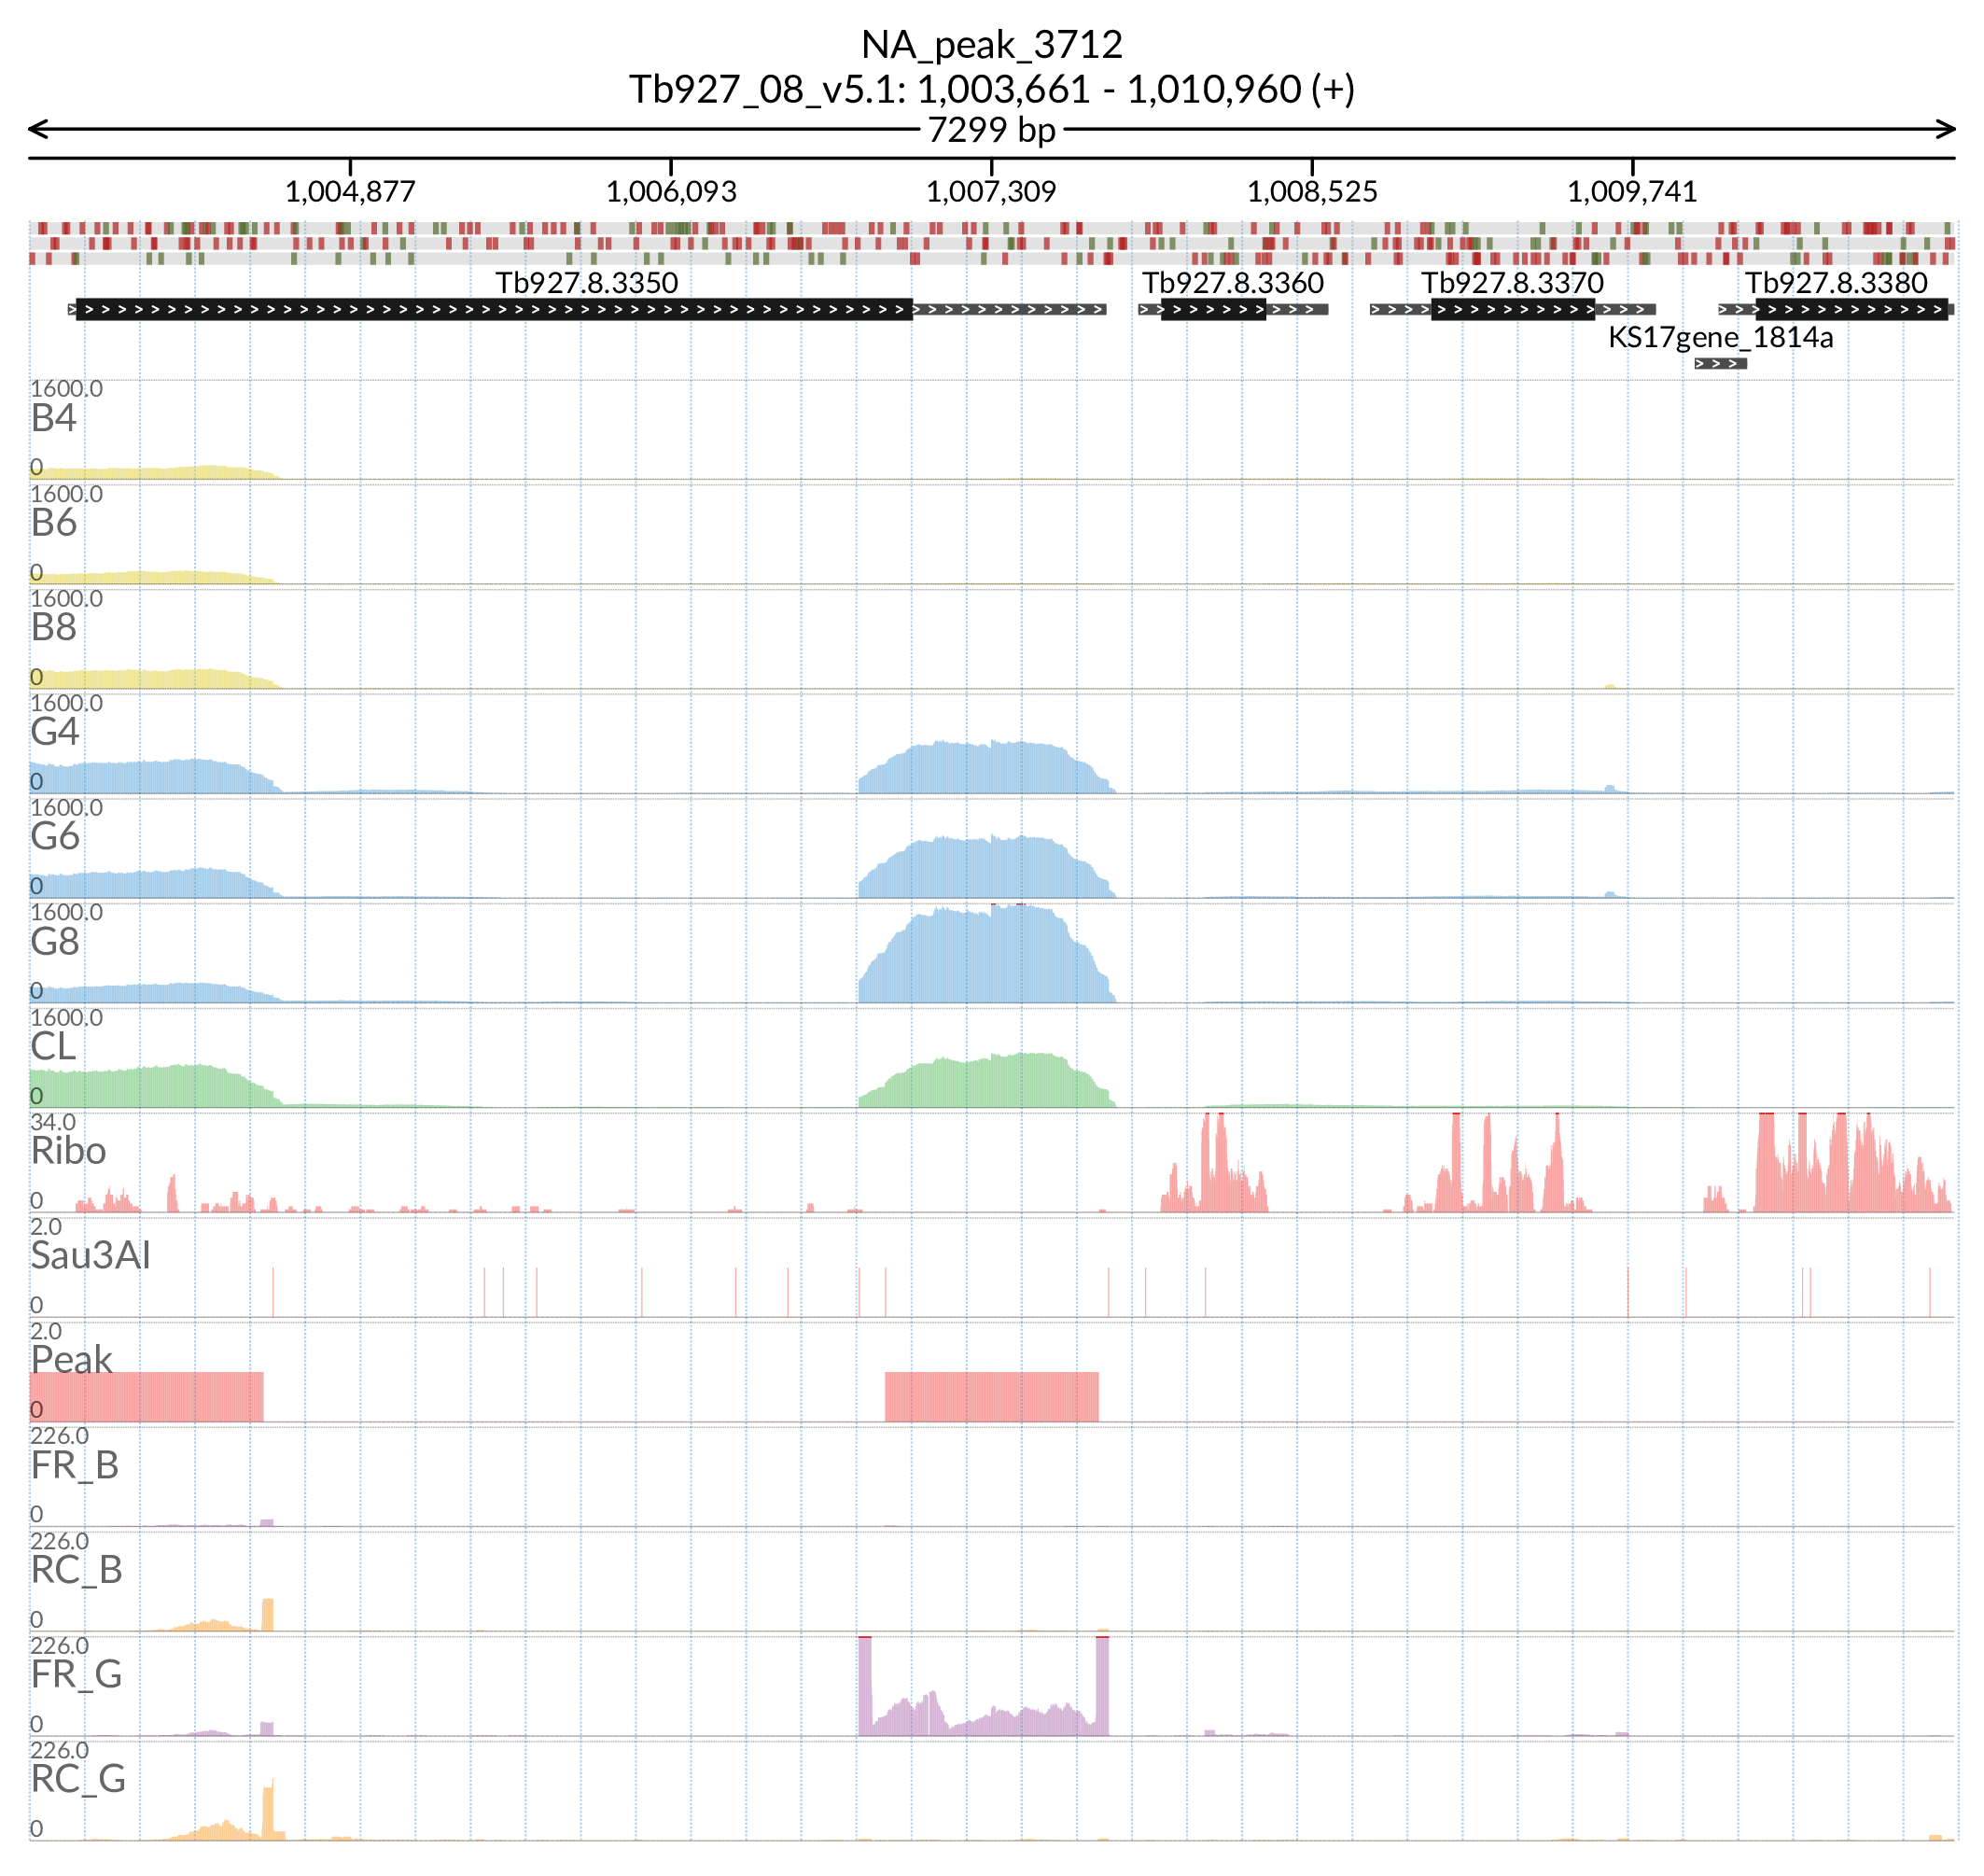 NA_peak_3712
Tb927_08_v5.1: 1,003,661 - 1,010,960 (+)
7299 bp
1,004,877 1,006,093 1,007,309 1,008,525 1,009,741
Tb927.8.3350 Tb927.8.3360 Tb927.8.3370 Tb927.8.3380
KS17gene_1814a
1600.0
B4
0
1600.0
B6
0
1600.0
B8
0
1600.0
G4
0
1600.0
G6
0
1600.0
G8
0
1600.0
CL
0
34.0
Ribo
0
2.0
Sau3AI
0
2.0
Peak
0
226.0
FR_B
0
226.0
RC_B
0
226.0
FR_G
0
226.0
RC_G
0